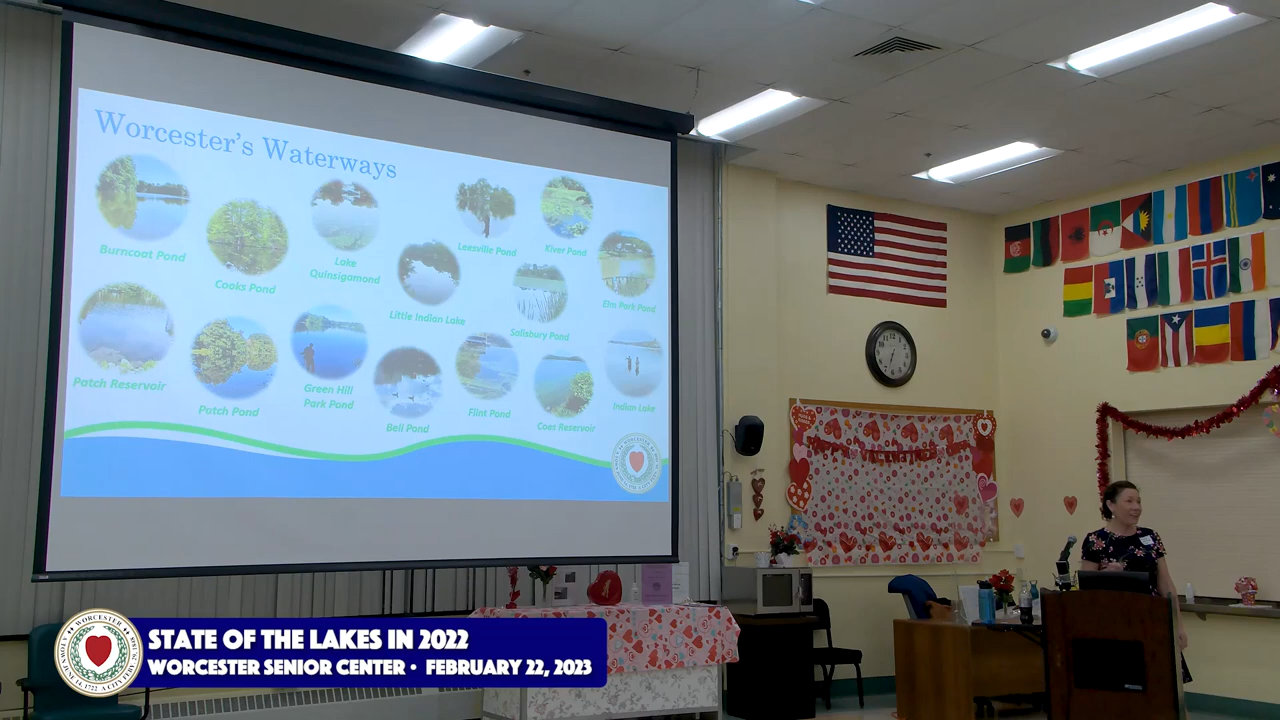 Worcester's Waterways
Burncoat Pond
Cooks Pond
Lake
Quinsigamond
Little Indian Lake
Leesville Pond
River Pond
Salisbury Pond
Elm Park Pond
Patch Reservoir
Patch Pond
Green Hill
Park Pond
Bell Pond
Flint Pond
Coes Reservoir
Indian Lake
STATE OF THE LAKES IN 2022
WORCESTER SENIOR CENTER • FEBRUARY 22, 2023